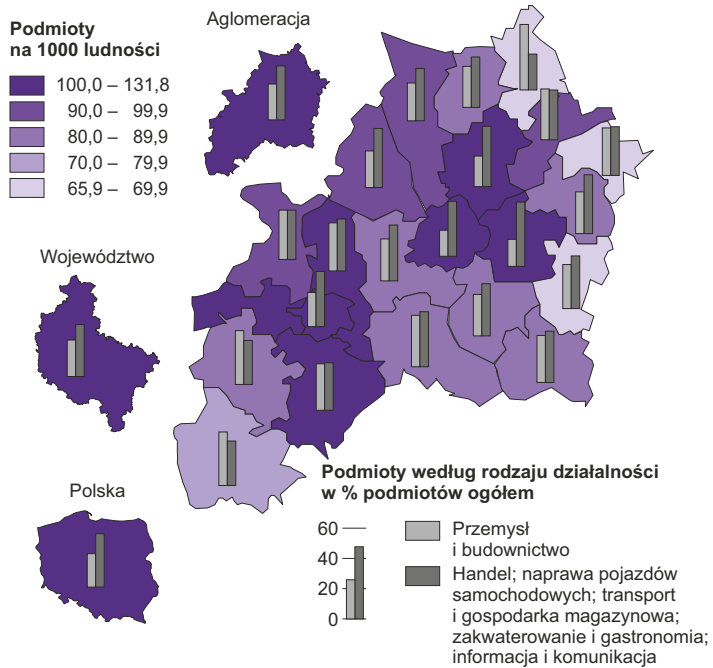 Podmioty
na 1000 ludności
100,0 – 131,8
90,0 – 99,9
80,0 – 89,9
70,0 – 79,9
65,9 – 69,9
Aglomeracja
Województwo
Polska
Podmioty według rodzaju działalności
w % podmiotów ogółem
60
40
20
0
Przemysł
i budownictwo
Handel; naprawa pojazdów
samochodowych; transport
i gospodarka magazynowa;
zakwaterowanie i gastronomia;
informacja i komunikacja